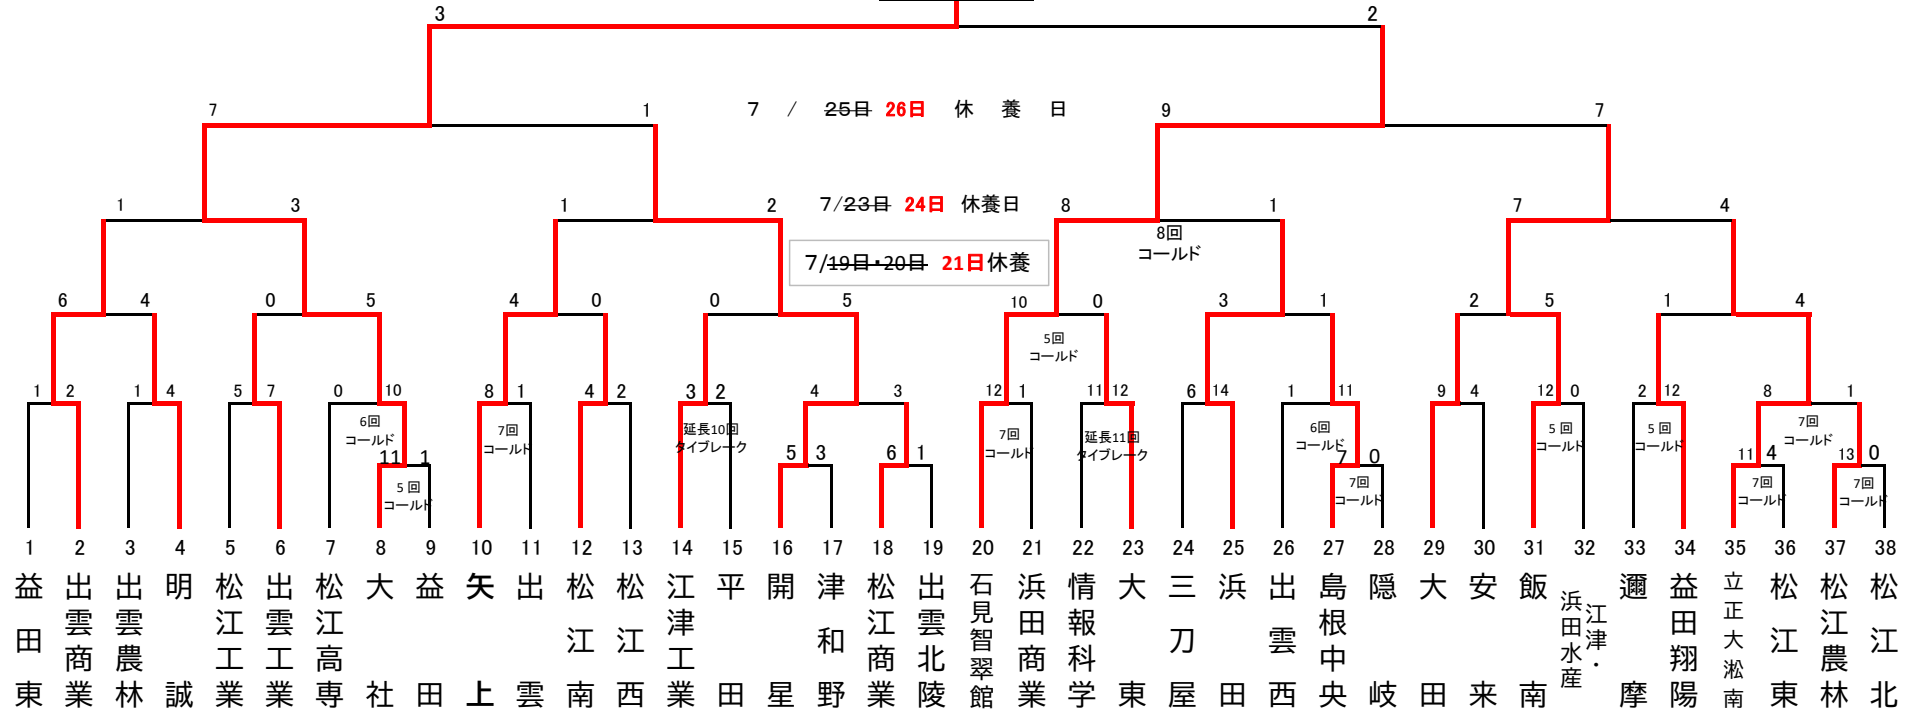 3 2
7 1 7 / 25日 26日 休 養 日 9 7
1 3 1 2 7/23日 24日 休養日 8 1 7 4
8回
コールド
7/19日・20日 21日休養
6 4 0 5 4 0 0 5 10 0 3 1 2 5 1 4
5回
コールド
1 2 1 4 5 7 0 10 8 1 4 2 3 2 4 3 12 1 11 12 6 14 1 11 9 4 12 0 2 12 8 1
6回
コールド
7回
コールド
延長10回
タイブレーク
7回
コールド
延長11回
タイブレーク
6回
コールド
5回
コールド
5回
コールド
7回
コールド
11 1 5 3 6 1 7 0 11 4 13 0
5回
コールド
7回
コールド
7回
コールド
7回
コールド
1 2 3 4 5 6 7 8 9 10 11 12 13 14 15 16 17 18 19 20 21 22 23 24 25 26 27 28 29 30 31 32 33 34 35 36 37 38
益田東
出雲商業
出雲農林
明誠
松江工業
出雲工業
松江高専
大社
益田
矢上
出雲
松江南
松江西
江津工業
平田
開星
津和野
松江商業
出雲北陵
石見智翠館
浜田商業
情報科学
大東
三刀屋
浜田
出雲西
島根中央
隠岐
大田
安来
飯南
江津・
浜田水産
邇摩
益田翔陽
立正大淞南
松江東
松江農林
松江北